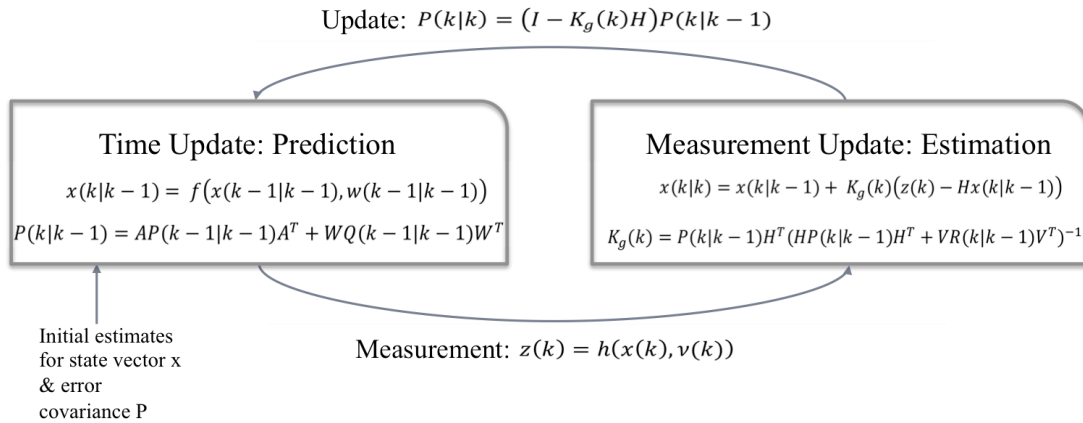 Update: P(k|k) = (I − K_g(k)H)P(k|k − 1)
Time Update: Prediction
x(k|k − 1) = f(x(k − 1|k − 1), w(k − 1|k − 1))
P(k|k − 1) = AP(k − 1|k − 1)A^T + WQ(k − 1|k − 1)W^T
Measurement Update: Estimation
x(k|k) = x(k|k − 1) + K_g(k)(z(k) − Hx(k|k − 1))
K_g(k) = P(k|k − 1)H^T(HP(k|k − 1)H^T + VR(k|k − 1)V^T)^−1
Initial estimates
for state vector x
& error
covariance P
Measurement: z(k) = h(x(k), ν(k))